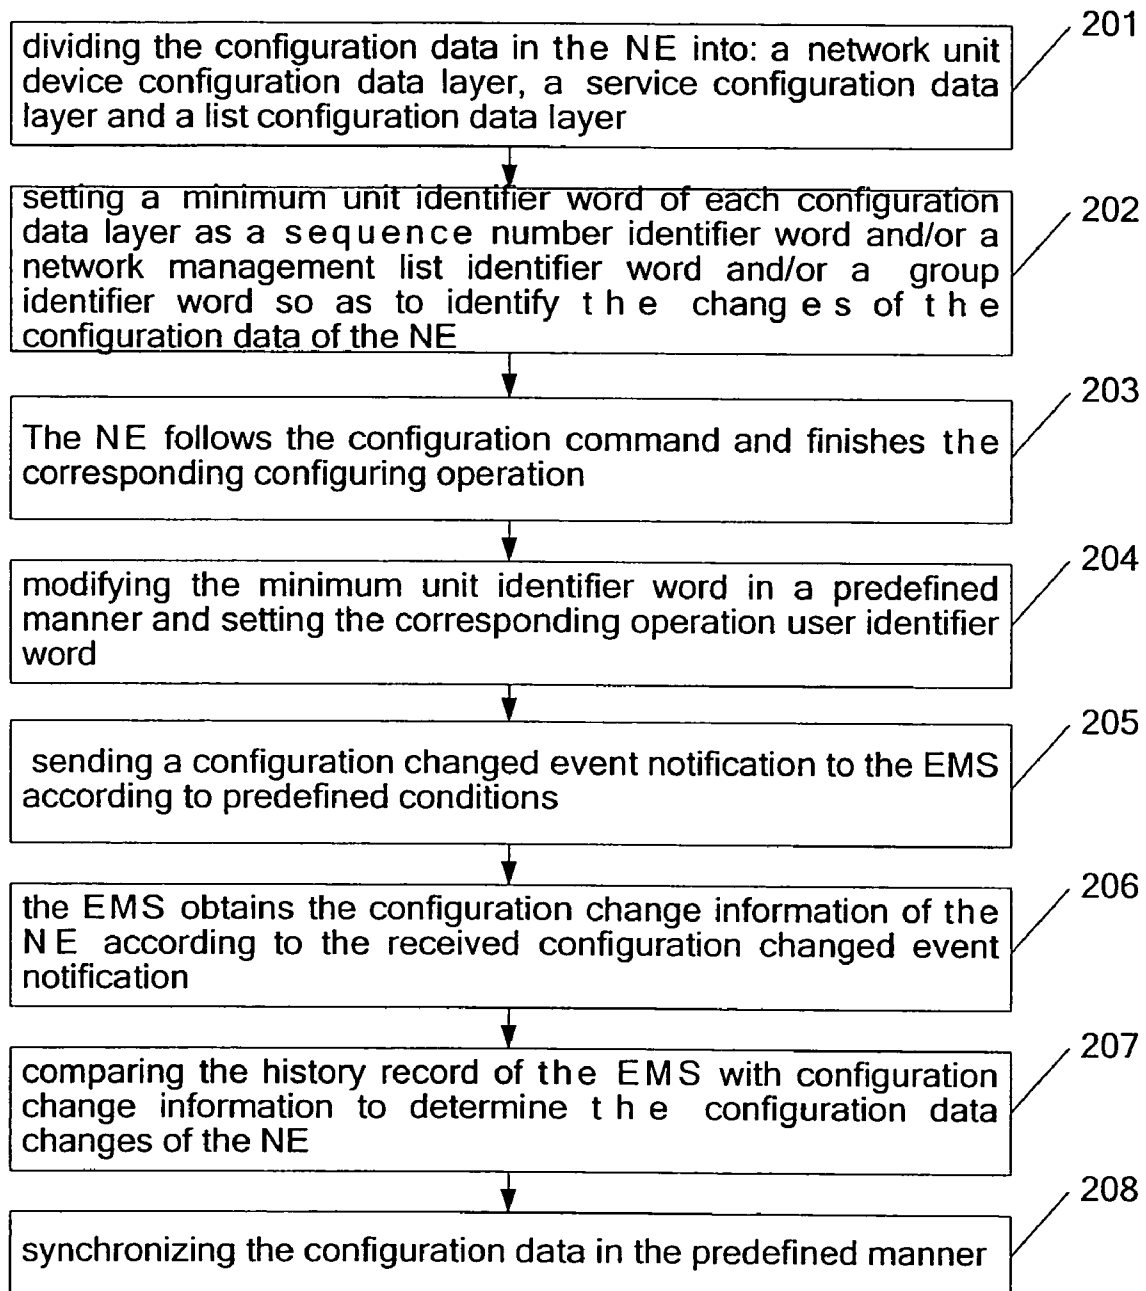 201
dividing the configuration data in the NE into: a network unit
device configuration data layer, a service configuration data
layer and a list configuration data layer
202
setting a minimum unit identifier word of each configuration
data layer as a sequence number identifier word and/or a
network management list identifier word and/or a group
identifier word so as to identify the changes of the
configuration data of the NE
203
The NE follows the configuration command and finishes the
corresponding configuring operation
204
modifying the minimum unit identifier word in a predefined
manner and setting the corresponding operation user identifier
word
205
sending a configuration changed event notification to the EMS
according to predefined conditions
206
the EMS obtains the configuration change information of the
NE according to the received configuration changed event
notification
207
comparing the history record of the EMS with configuration
change information to determine the configuration data
changes of the NE
208
synchronizing the configuration data in the predefined manner